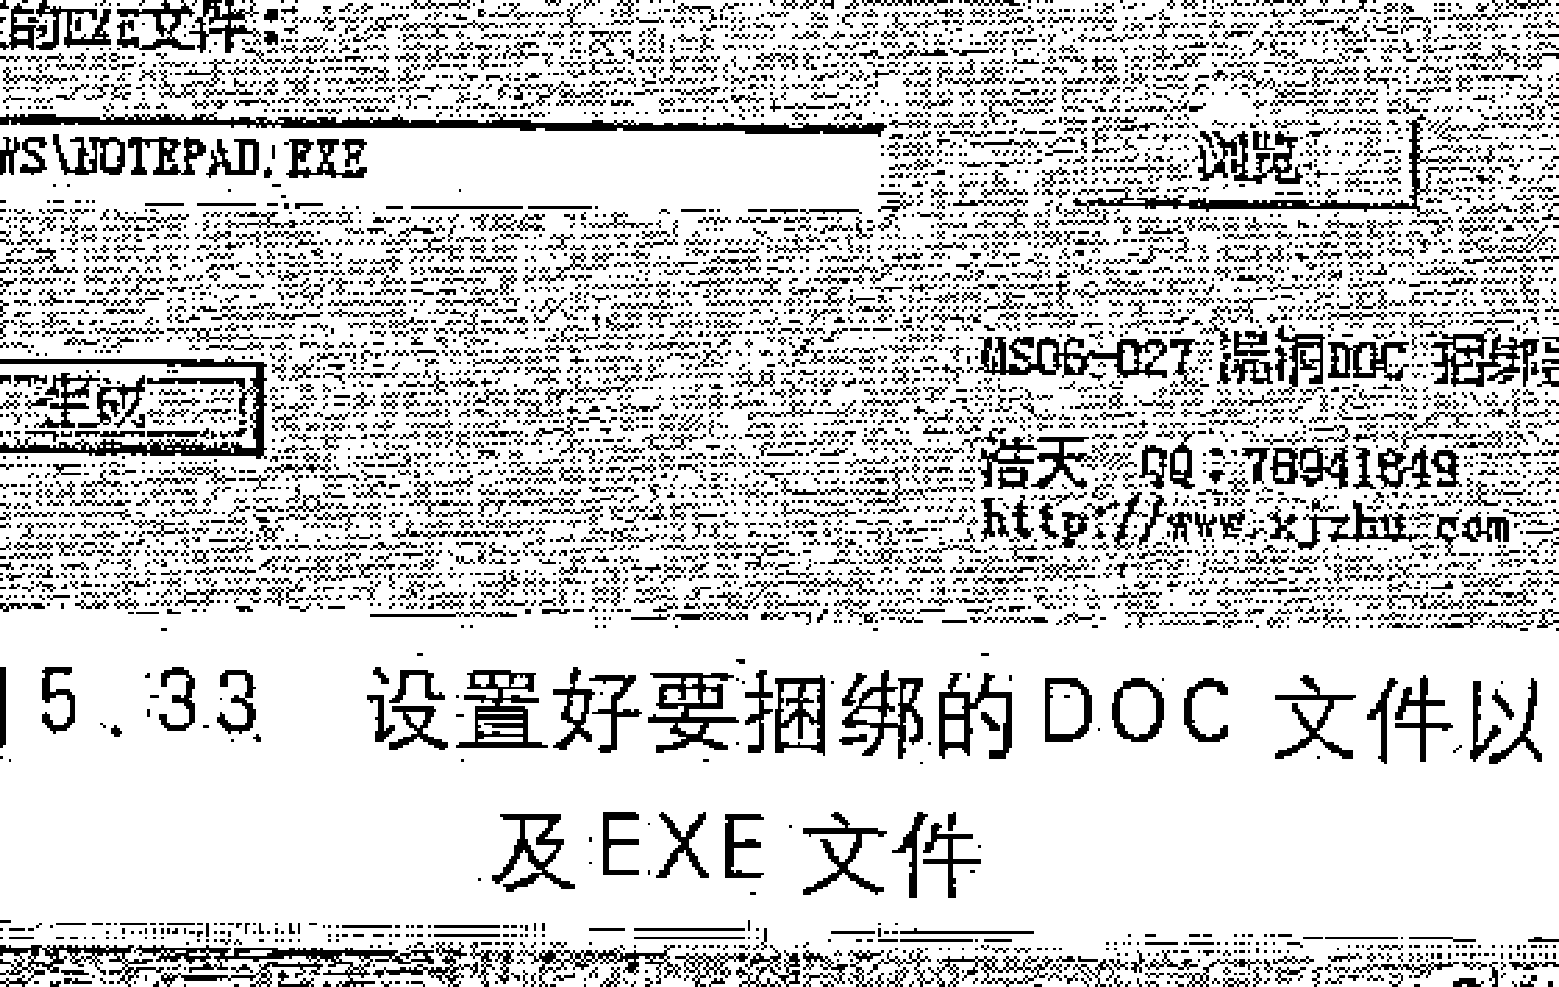 的EXE文件:
WS\NOTEPAD.EXE
浏览
MS06-027 漏洞DOC 捆绑
生成
浩天 QQ:78941849
http://www.xjzhu.com
5.33 设置好要捆绑的DOC 文件以
及EXE 文件